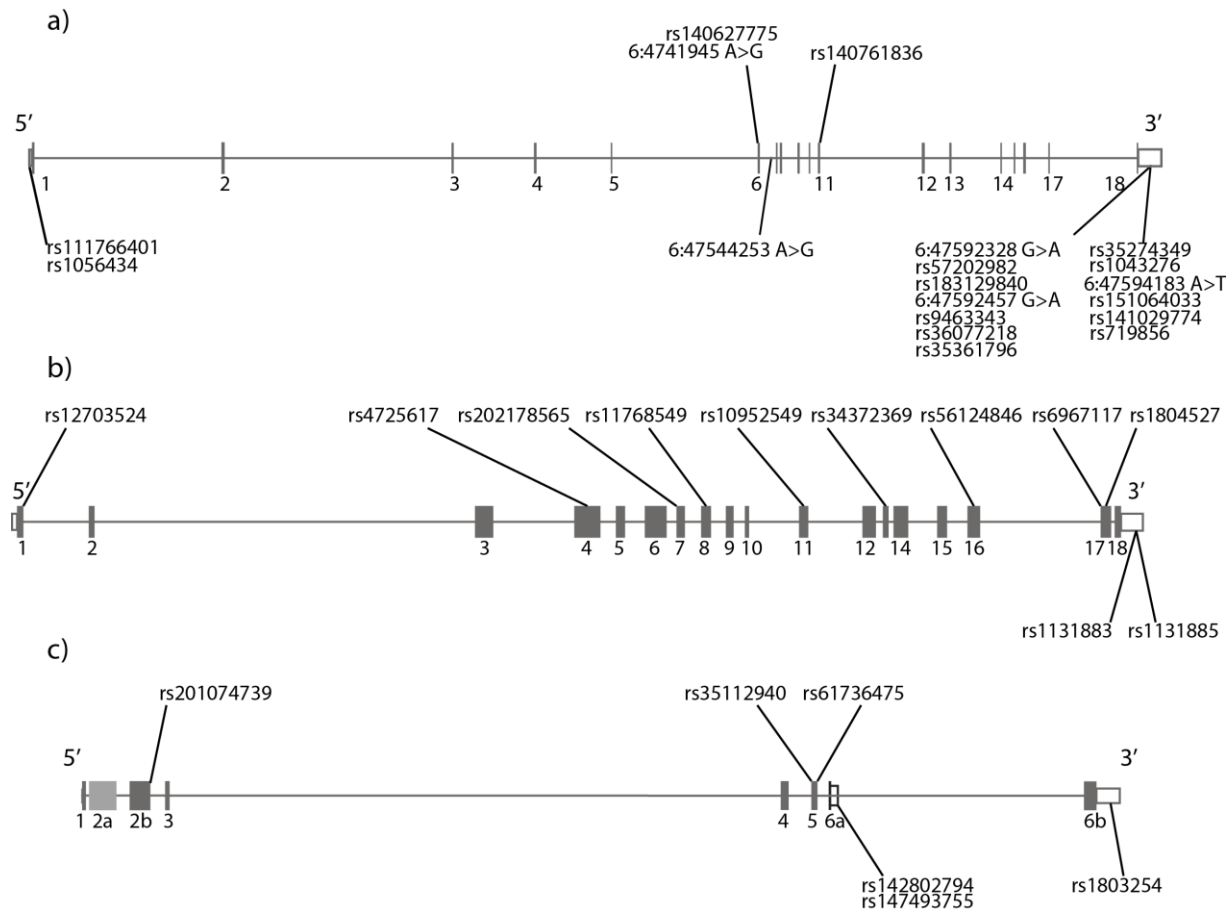 a)
rs140627775
6:4741945 A>G
rs140761836
5′
3′
1 2 3 4 5 6 11 12 13 14 17 18
rs111766401
rs1056434
6:47544253 A>G
6:47592328 G>A
rs57202982
rs183129840
6:47592457 G>A
rs9463343
rs36077218
rs35361796
rs35274349
rs1043276
6:47594183 A>T
rs151064033
rs141029774
rs719856
b)
rs12703524 rs4725617 rs202178565 rs11768549 rs10952549 rs34372369 rs56124846 rs6967117 rs1804527
5′
3′
1 2 3 4 5 6 7 8 9 10 11 12 14 15 16 17 18
rs1131883 rs1131885
c)
rs201074739 rs35112940 rs61736475
5′
3′
1 2a 2b 3 4 5 6a 6b
rs142802794
rs147493755
rs1803254